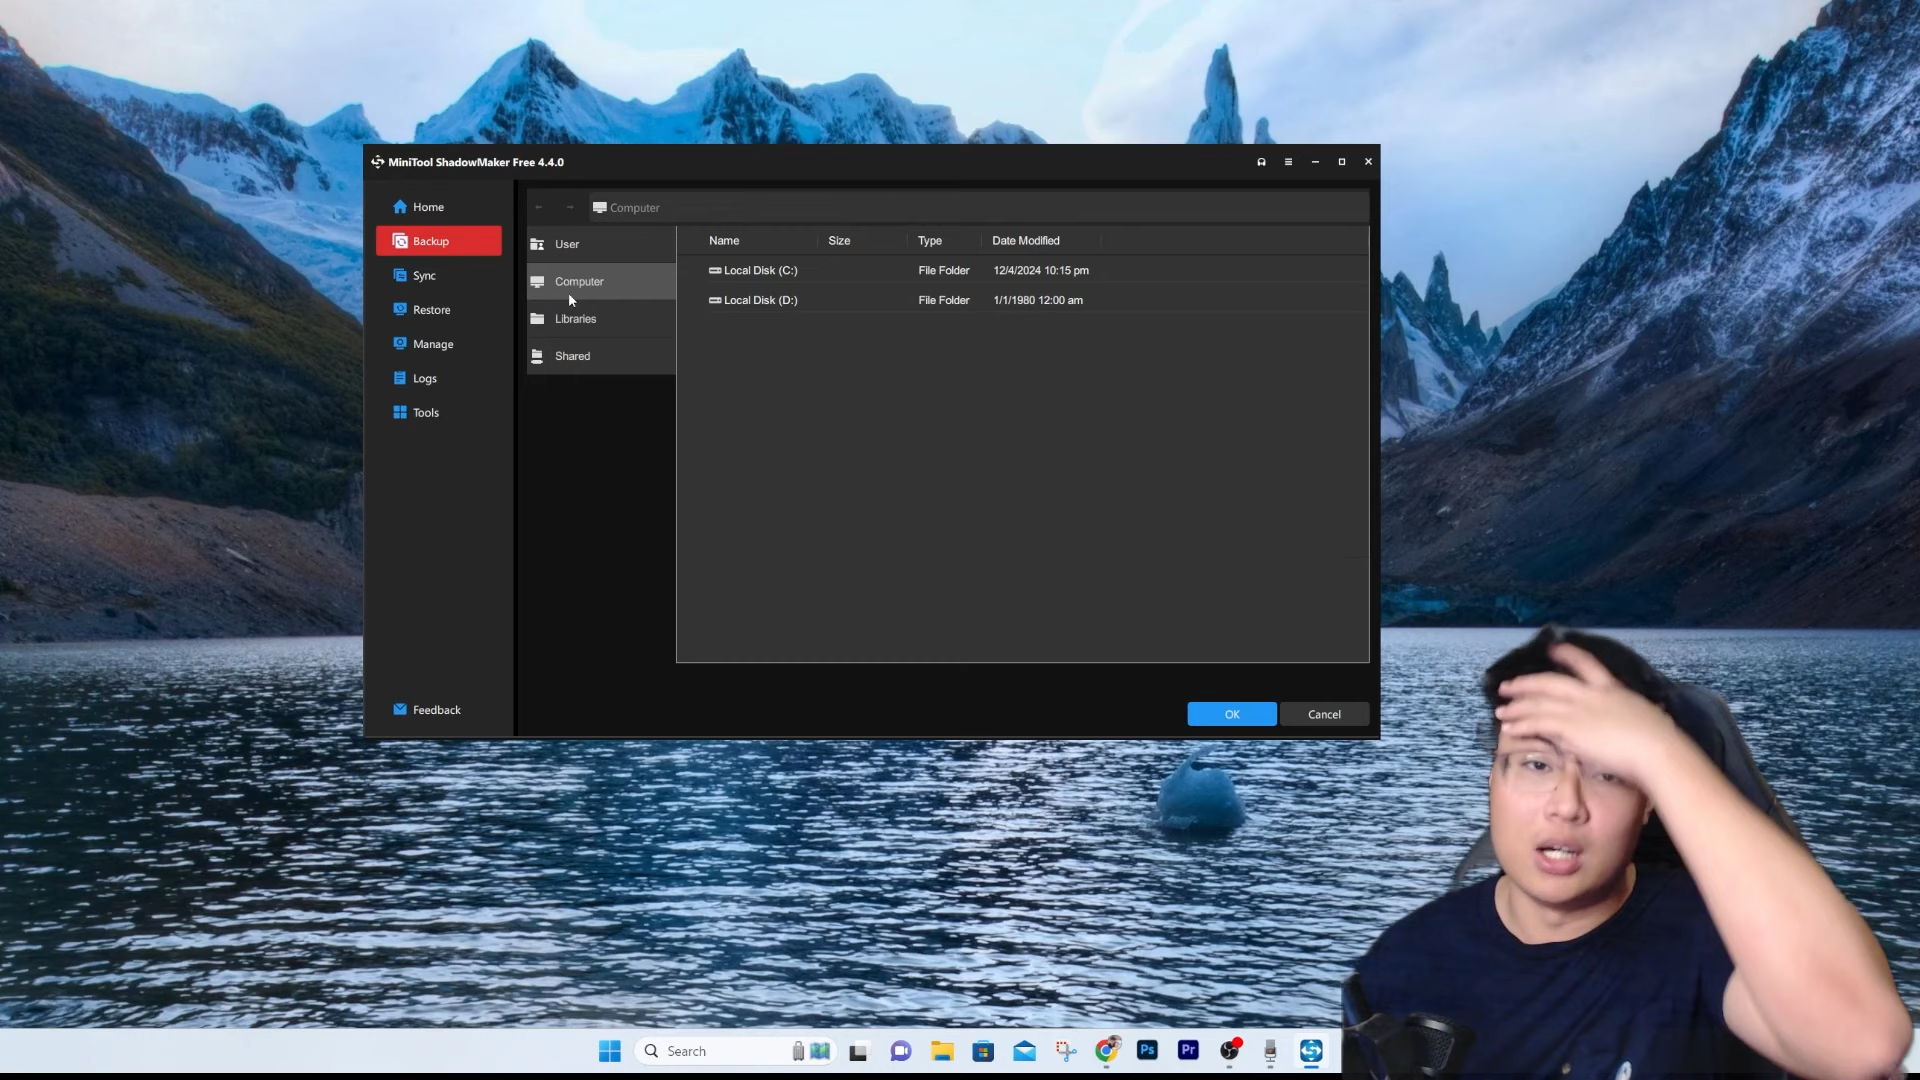 MiniTool ShadowMaker Free 4.4.0
Home
Backup
Sync
Restore
Manage
Logs
Tools
Feedback
Computer
User
Computer
Libraries
Shared
Name Size Type Date Modified
Local Disk (C:) File Folder 12/4/2024 10:15 pm
Local Disk (D:) File Folder 1/1/1980 12:00 am
OK Cancel
Search
Ps
Pr